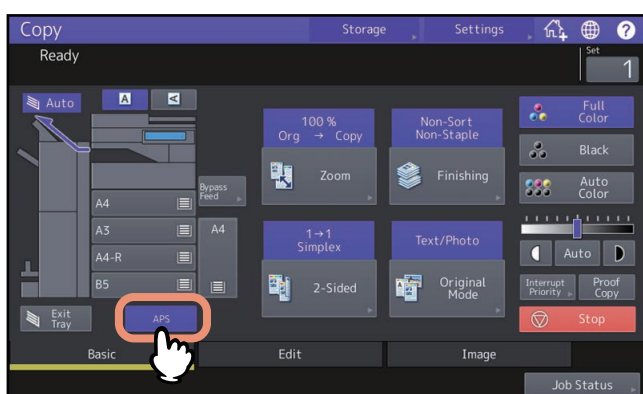 Copy
Storage
Settings
?
Ready
Set
1
Auto
A
A
100 %
Org → Copy
Zoom
Non-Sort
Non-Staple
Finishing
Full
Color
Black
Auto
Color
A4
A3
A4-R
B5
Bypass
Feed
A4
1→1
Simplex
2-Sided
Text/Photo
Original
Mode
Auto
Interrupt
Priority
Proof
Copy
Exit
Tray
APS
Stop
Basic
Edit
Image
Job Status